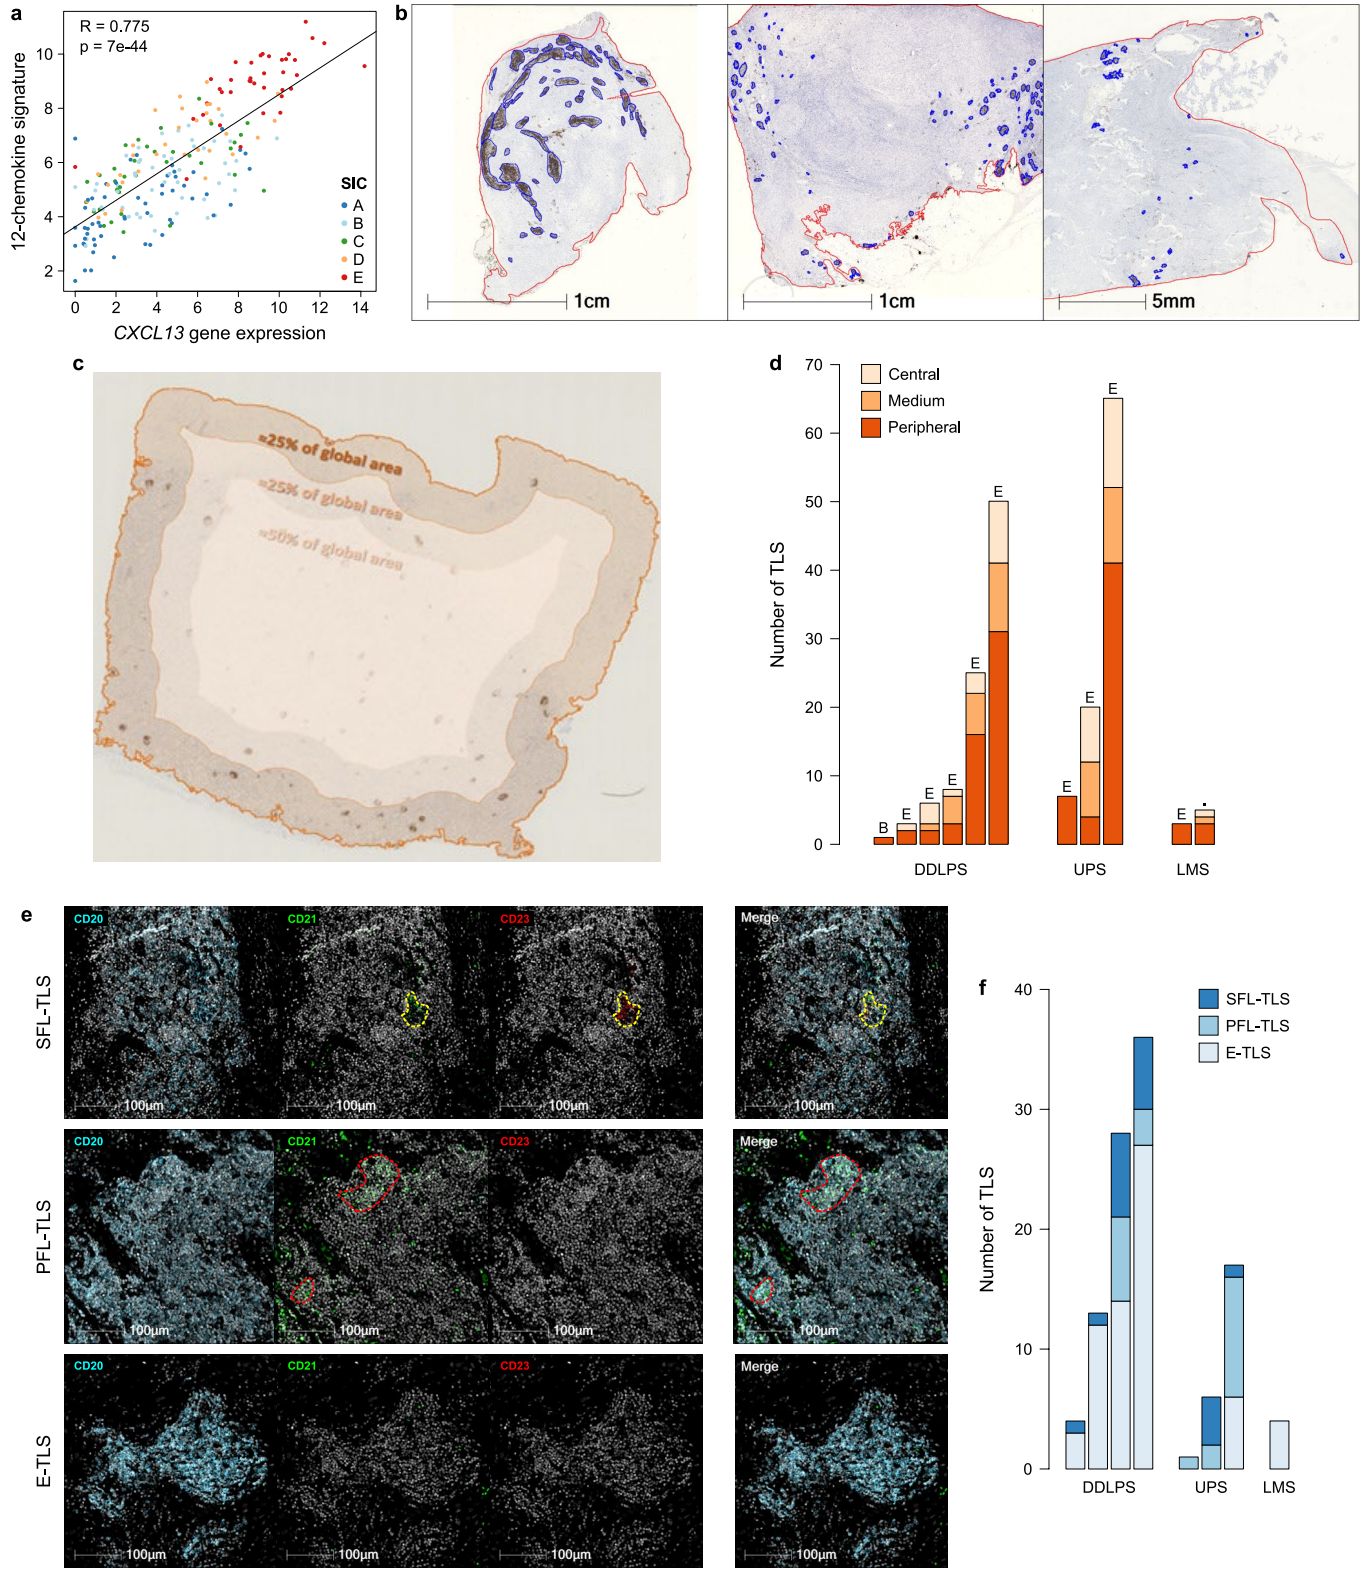 a
R = 0.775
p = 7e-44
12-chemokine signature
10
8
6
4
2
0 2 4 6 8 10 12 14
CXCL13 gene expression
SIC
A
B
C
D
E
b
1cm
1cm
5mm
c
≈25% of global area
≈25% of global area
≈50% of global area
d
Number of TLS
70
60
50
40
30
20
10
0
Central
Medium
Peripheral
B E E E E E
E E E
E
DDLPS UPS LMS
e
SFL-TLS
CD20 CD21 CD23 Merge
100µm 100µm 100µm 100µm
PFL-TLS
CD20 CD21 CD23 Merge
100µm 100µm 100µm 100µm
E-TLS
CD20 CD21 CD23 Merge
100µm 100µm 100µm 100µm
f
Number of TLS
40
30
20
10
0
SFL-TLS
PFL-TLS
E-TLS
DDLPS UPS LMS